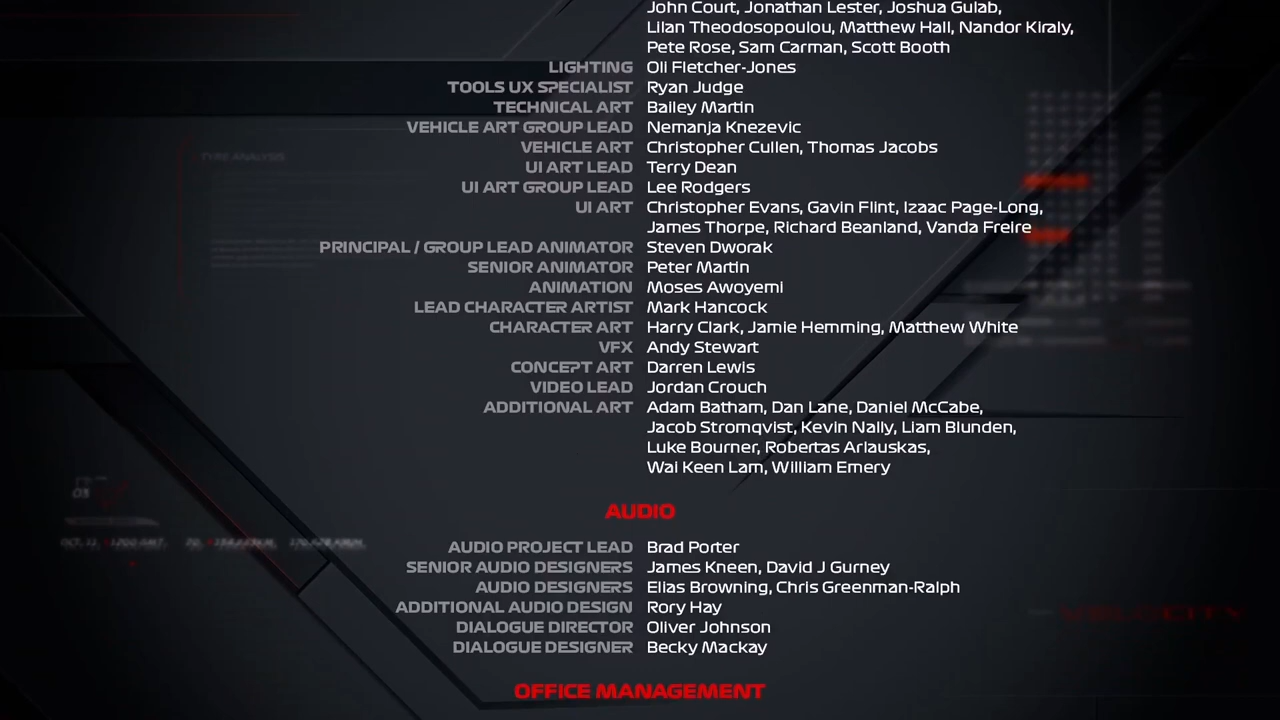 John Court, Jonathan Lester, Joshua Gulab,
Lilan Theodosopoulou, Matthew Hall, Nandor Kiraly,
Pete Rose, Sam Carman, Scott Booth
LIGHTING Oli Fletcher-Jones
TOOLS UX SPECIALIST Ryan Judge
TECHNICAL ART Bailey Martin
VEHICLE ART GROUP LEAD Nemanja Knezevic
VEHICLE ART Christopher Cullen, Thomas Jacobs
UI ART LEAD Terry Dean
UI ART GROUP LEAD Lee Rodgers
UI ART Christopher Evans, Gavin Flint, Izaac Page-Long,
James Thorpe, Richard Beanland, Vanda Freire
PRINCIPAL / GROUP LEAD ANIMATOR Steven Dworak
SENIOR ANIMATOR Peter Martin
ANIMATION Moses Awoyemi
LEAD CHARACTER ARTIST Mark Hancock
CHARACTER ART Harry Clark, Jamie Hemming, Matthew White
VFX Andy Stewart
CONCEPT ART Darren Lewis
VIDEO LEAD Jordan Crouch
ADDITIONAL ART Adam Batham, Dan Lane, Daniel McCabe,
Jacob Stromqvist, Kevin Nally, Liam Blunden,
Luke Bourner, Robertas Arlauskas,
Wai Keen Lam, William Emery
AUDIO
AUDIO PROJECT LEAD Brad Porter
SENIOR AUDIO DESIGNERS James Kneen, David J Gurney
AUDIO DESIGNERS Elias Browning, Chris Greenman-Ralph
ADDITIONAL AUDIO DESIGN Rory Hay
DIALOGUE DIRECTOR Oliver Johnson
DIALOGUE DESIGNER Becky Mackay
OFFICE MANAGEMENT
TYRE ANALYSIS
03
VELOCITY